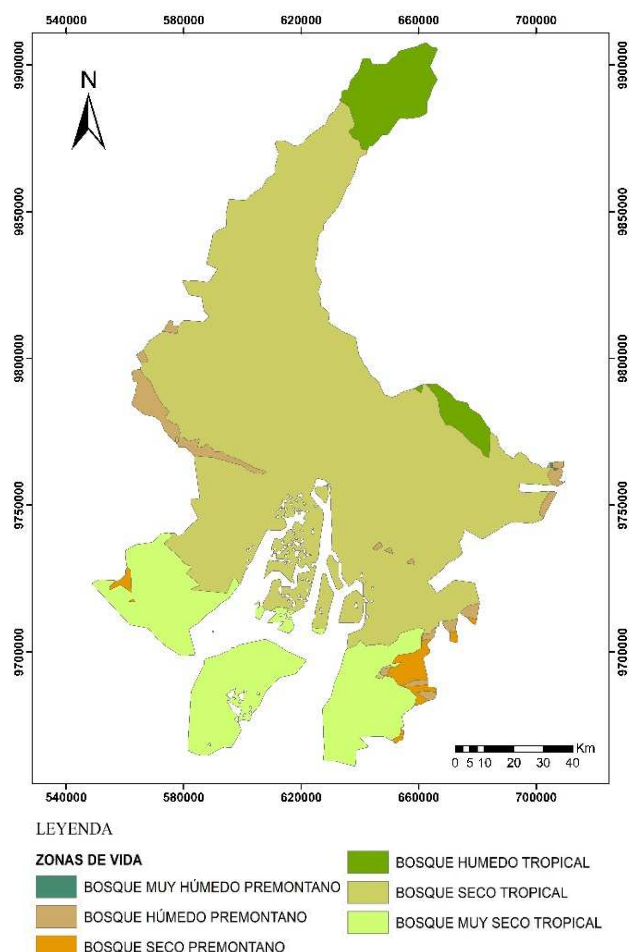 540000 580000 620000 660000 700000
9900000 9900000
N
9850000 9850000
9800000 9800000
9750000 9750000
9700000 9700000
Km
0 5 10 20 30 40
540000 580000 620000 660000 700000
LEYENDA
ZONAS DE VIDA
BOSQUE MUY HÚMEDO PREMONTANO
BOSQUE HÚMEDO PREMONTANO
BOSQUE SECO PREMONTANO
BOSQUE HUMEDO TROPICAL
BOSQUE SECO TROPICAL
BOSQUE MUY SECO TROPICAL